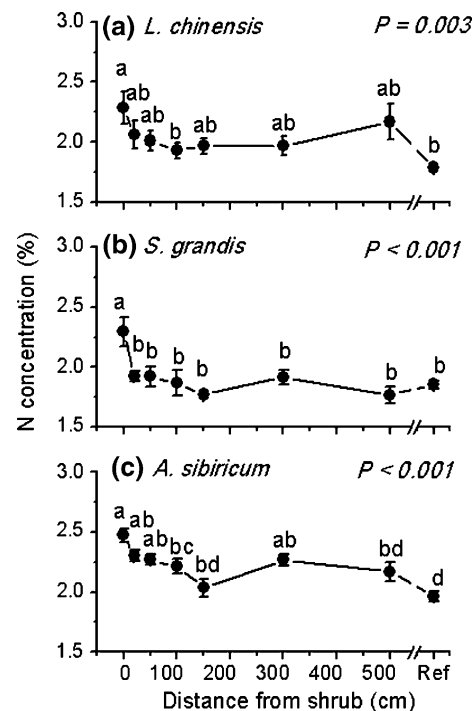 (a) L. chinensis P = 0.003
3.0
a
ab
ab
b
ab
ab
ab
b
2.5
2.0
1.5
(b) S. grandis P < 0.001
3.0
a
b
b
b
b
b
b
b
2.5
2.0
1.5
(c) A. sibiricum P < 0.001
3.0
a
ab
ab
bc
bd
ab
bd
d
2.5
2.0
1.5
N concentration (%)
0 100 200 300 400 500 Ref
Distance from shrub (cm)